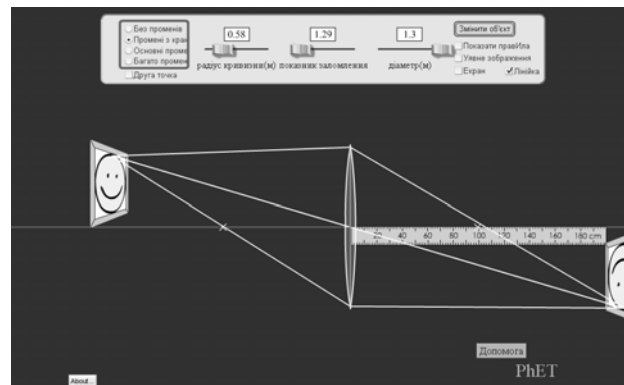 Без променів
Промені з кран
Основні проме
Багато промен
Друга точка
0.58
1.29
1.3
радіус кривизни(м)
показник заломлення
діаметр(м)
Змінити об'єкт
Показати правила
Уявне зображення
Екран
Лінійка
20 40 60 80 100 120 140 160 180 cm
Допомога
PhET
About...